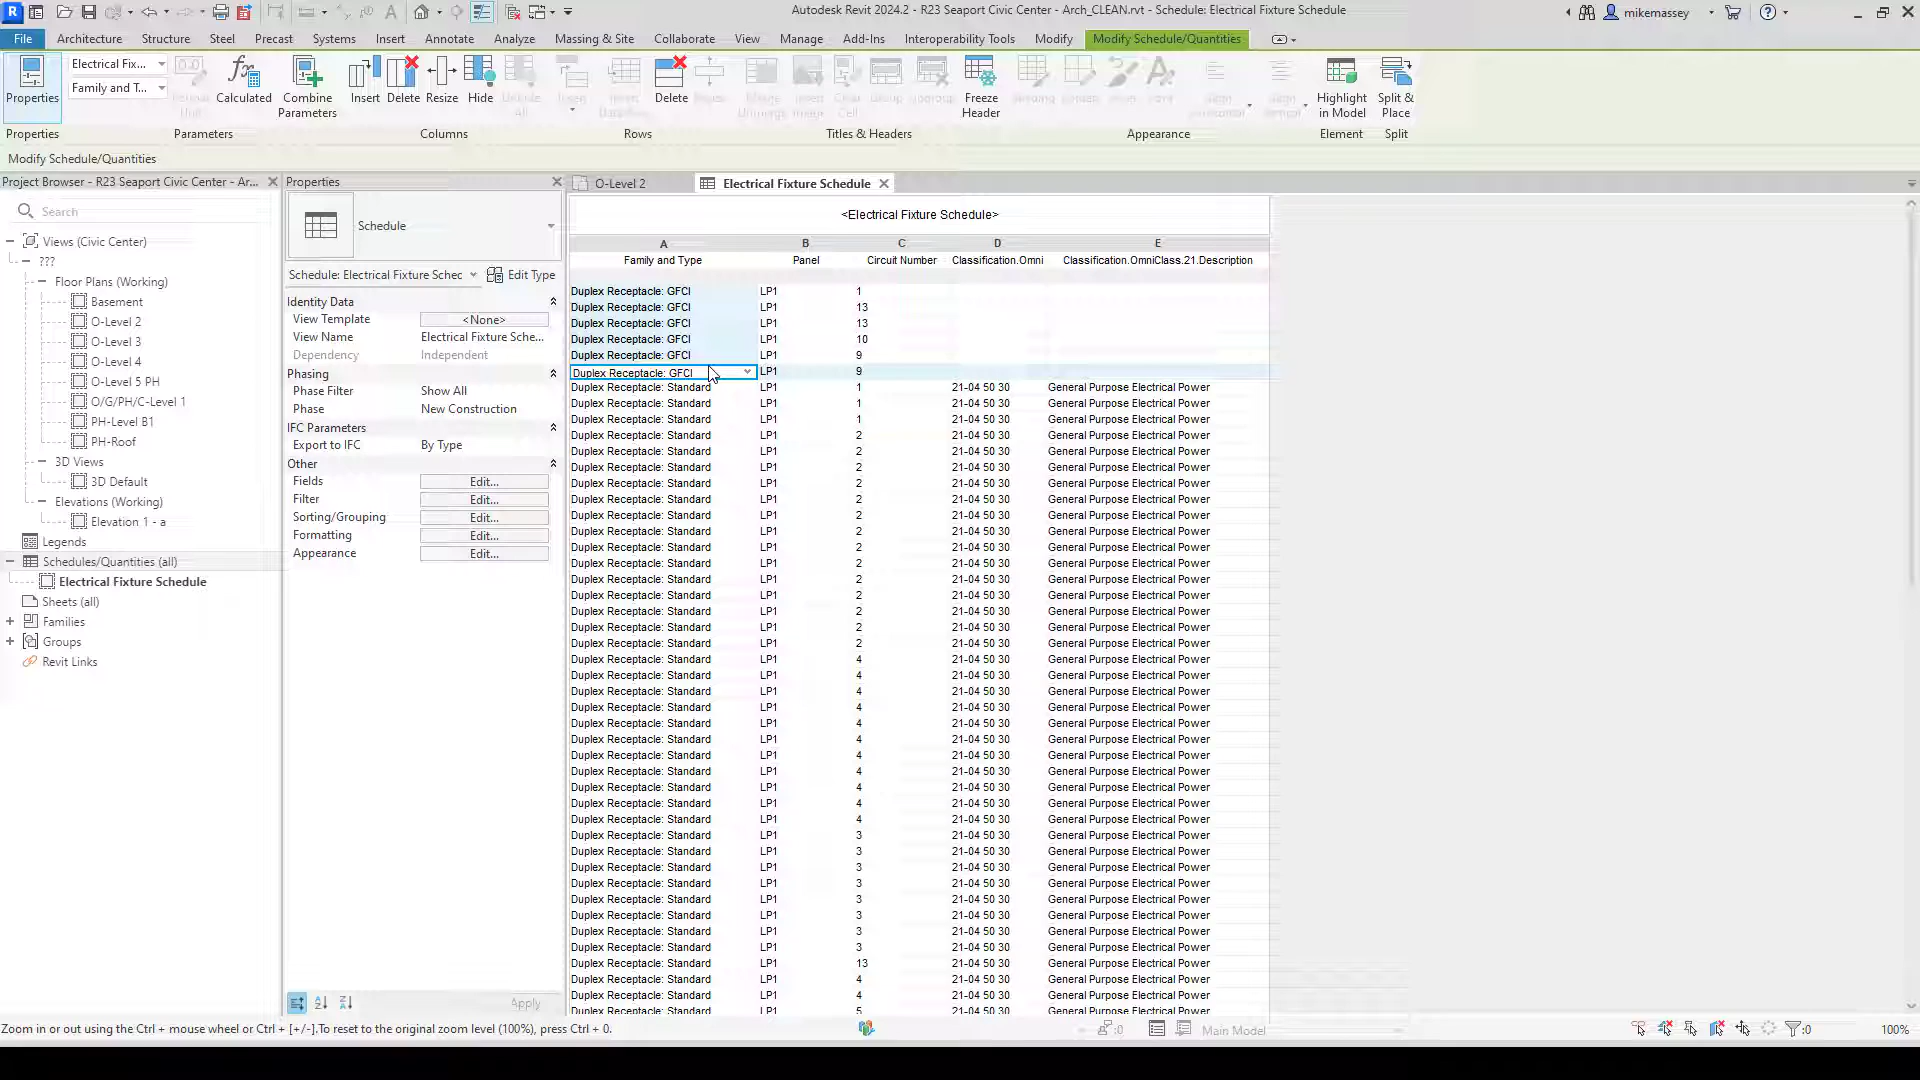 Autodesk Revit 2024.2 - R23 Seaport Civic Center - Arch_CLEAN.rvt - Schedule: Electrical Fixture Schedule
mikemassey
File Architecture Structure Steel Precast Systems Insert Annotate Analyze Massing & Site Collaborate View Manage Add-Ins Interoperability Tools Modify Modify Schedule/Quantities
Electrical Fix...
Family and T...
Properties
Calculated
Combine Parameters
Insert Delete Resize Hide
Delete
Freeze Header
Highlight in Model
Split & Place
Properties Parameters Columns Rows Titles & Headers Appearance Element Split
Modify Schedule/Quantities
Project Browser - R23 Seaport Civic Center - Ar...
Search
Views (Civic Center)
???
Floor Plans (Working)
Basement
O-Level 2
O-Level 3
O-Level 4
O-Level 5 PH
O/G/PH/C-Level 1
PH-Level B1
PH-Roof
3D Views
3D Default
Elevations (Working)
Elevation 1 - a
Legends
Schedules/Quantities (all)
Electrical Fixture Schedule
Sheets (all)
Families
Groups
Revit Links
Properties
Schedule
Schedule: Electrical Fixture Schec
Edit Type
Identity Data
View Template <None>
View Name Electrical Fixture Sche...
Dependency Independent
Phasing
Phase Filter Show All
Phase New Construction
IFC Parameters
Export to IFC By Type
Other
Fields Edit...
Filter Edit...
Sorting/Grouping Edit...
Formatting Edit...
Appearance Edit...
Apply
O-Level 2
Electrical Fixture Schedule
<Electrical Fixture Schedule>
A B C D E
Family and Type Panel Circuit Number Classification.Omni Classification.OmniClass.21.Description
Duplex Receptacle: GFCI LP1 1
Duplex Receptacle: GFCI LP1 13
Duplex Receptacle: GFCI LP1 13
Duplex Receptacle: GFCI LP1 10
Duplex Receptacle: GFCI LP1 9
Duplex Receptacle: GFCI LP1 9
Duplex Receptacle: Standard LP1 1 21-04 50 30 General Purpose Electrical Power
Duplex Receptacle: Standard LP1 1 21-04 50 30 General Purpose Electrical Power
Duplex Receptacle: Standard LP1 1 21-04 50 30 General Purpose Electrical Power
Duplex Receptacle: Standard LP1 2 21-04 50 30 General Purpose Electrical Power
Duplex Receptacle: Standard LP1 2 21-04 50 30 General Purpose Electrical Power
Duplex Receptacle: Standard LP1 2 21-04 50 30 General Purpose Electrical Power
Duplex Receptacle: Standard LP1 2 21-04 50 30 General Purpose Electrical Power
Duplex Receptacle: Standard LP1 2 21-04 50 30 General Purpose Electrical Power
Duplex Receptacle: Standard LP1 2 21-04 50 30 General Purpose Electrical Power
Duplex Receptacle: Standard LP1 2 21-04 50 30 General Purpose Electrical Power
Duplex Receptacle: Standard LP1 2 21-04 50 30 General Purpose Electrical Power
Duplex Receptacle: Standard LP1 2 21-04 50 30 General Purpose Electrical Power
Duplex Receptacle: Standard LP1 2 21-04 50 30 General Purpose Electrical Power
Duplex Receptacle: Standard LP1 2 21-04 50 30 General Purpose Electrical Power
Duplex Receptacle: Standard LP1 2 21-04 50 30 General Purpose Electrical Power
Duplex Receptacle: Standard LP1 2 21-04 50 30 General Purpose Electrical Power
Duplex Receptacle: Standard LP1 2 21-04 50 30 General Purpose Electrical Power
Duplex Receptacle: Standard LP1 4 21-04 50 30 General Purpose Electrical Power
Duplex Receptacle: Standard LP1 4 21-04 50 30 General Purpose Electrical Power
Duplex Receptacle: Standard LP1 4 21-04 50 30 General Purpose Electrical Power
Duplex Receptacle: Standard LP1 4 21-04 50 30 General Purpose Electrical Power
Duplex Receptacle: Standard LP1 4 21-04 50 30 General Purpose Electrical Power
Duplex Receptacle: Standard LP1 4 21-04 50 30 General Purpose Electrical Power
Duplex Receptacle: Standard LP1 4 21-04 50 30 General Purpose Electrical Power
Duplex Receptacle: Standard LP1 4 21-04 50 30 General Purpose Electrical Power
Duplex Receptacle: Standard LP1 4 21-04 50 30 General Purpose Electrical Power
Duplex Receptacle: Standard LP1 4 21-04 50 30 General Purpose Electrical Power
Duplex Receptacle: Standard LP1 4 21-04 50 30 General Purpose Electrical Power
Duplex Receptacle: Standard LP1 3 21-04 50 30 General Purpose Electrical Power
Duplex Receptacle: Standard LP1 3 21-04 50 30 General Purpose Electrical Power
Duplex Receptacle: Standard LP1 3 21-04 50 30 General Purpose Electrical Power
Duplex Receptacle: Standard LP1 3 21-04 50 30 General Purpose Electrical Power
Duplex Receptacle: Standard LP1 3 21-04 50 30 General Purpose Electrical Power
Duplex Receptacle: Standard LP1 3 21-04 50 30 General Purpose Electrical Power
Duplex Receptacle: Standard LP1 3 21-04 50 30 General Purpose Electrical Power
Duplex Receptacle: Standard LP1 3 21-04 50 30 General Purpose Electrical Power
Duplex Receptacle: Standard LP1 13 21-04 50 30 General Purpose Electrical Power
Duplex Receptacle: Standard LP1 4 21-04 50 30 General Purpose Electrical Power
Duplex Receptacle: Standard LP1 4 21-04 50 30 General Purpose Electrical Power
Duplex Receptacle: Standard LP1 5 21-04 50 30 General Purpose Electrical Power
Zoom in or out using the Ctrl + mouse wheel or Ctrl + [+/-].To reset to the original zoom level (100%), press Ctrl + 0.
:0
Main Model
:0
100%